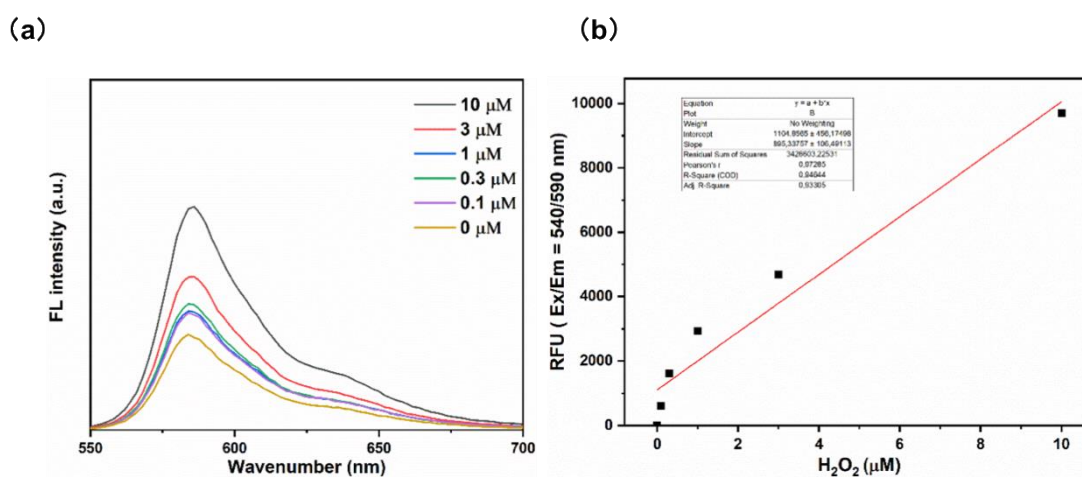 （a）
（b）
10 μM
3 μM
1 μM
0.3 μM
0.1 μM
0 μM
FL intensity (a.u.)
550
600
650
700
Wavenumber (nm)
Equation y = a + b*x
Plot B
Weight No Weighting
Intercept 1104,8565 ± 456,17498
Slope 895,33757 ± 106,49113
Residual Sum of Squares 3426603,22531
Pearson's r 0,97285
R-Square (COD) 0,94644
Adj. R-Square 0,93305
RFU ( Ex/Em = 540/590 nm)
10000
8000
6000
4000
2000
0
0
2
4
6
8
10
H₂O₂ (μM)